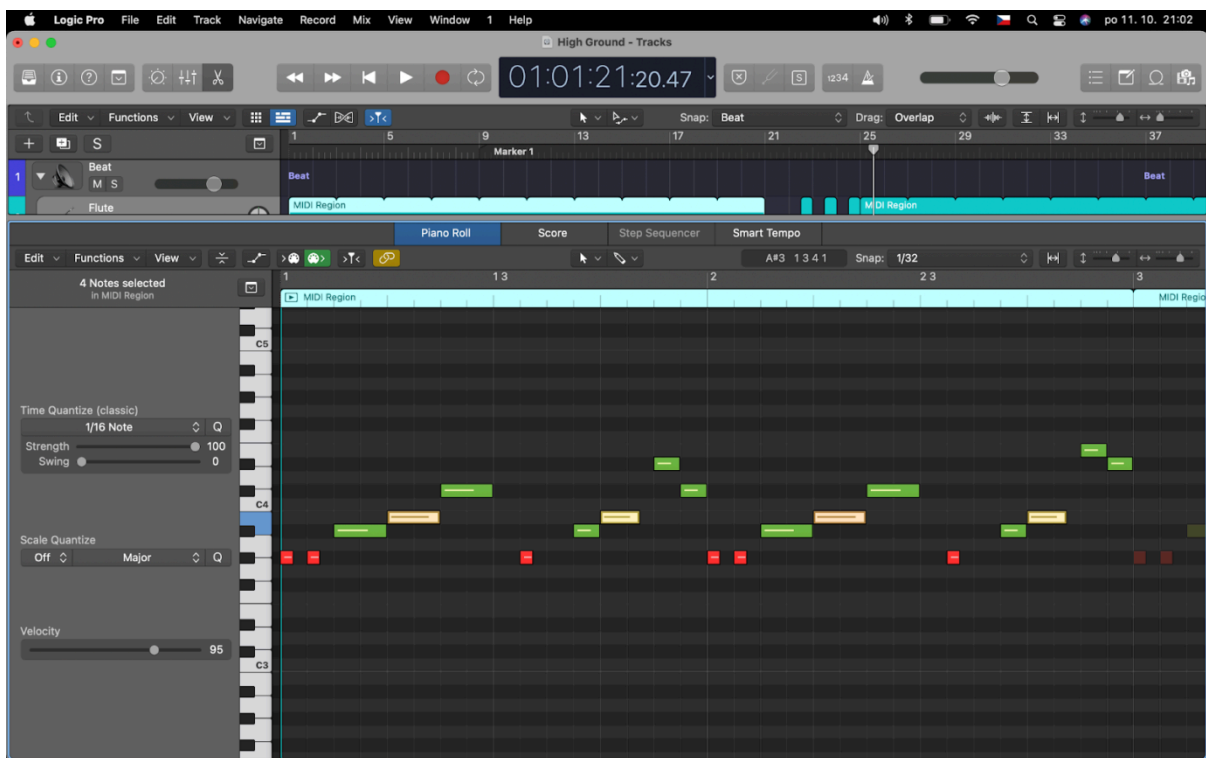 Logic Pro File Edit Track Navigate Record Mix View Window 1 Help po 11. 10. 21:02
High Ground - Tracks
01:01:21:20.47 S 1234
Edit Functions View Snap: Beat Drag: Overlap
S 1 5 9 13 17 21 25 29 33 37
Marker 1
1 Beat Beat Beat
M S
Flute MIDI Region MIDI Region
Piano Roll Score Step Sequencer Smart Tempo
Edit Functions View A#3 1 3 4 1 Snap: 1/32
4 Notes selected 1 1 3 2 2 3 3
in MIDI Region MIDI Region MIDI Regio
C5
Time Quantize (classic)
1/16 Note Q
Strength 100
Swing 0
C4
Scale Quantize
Off Major Q
Velocity
95
C3